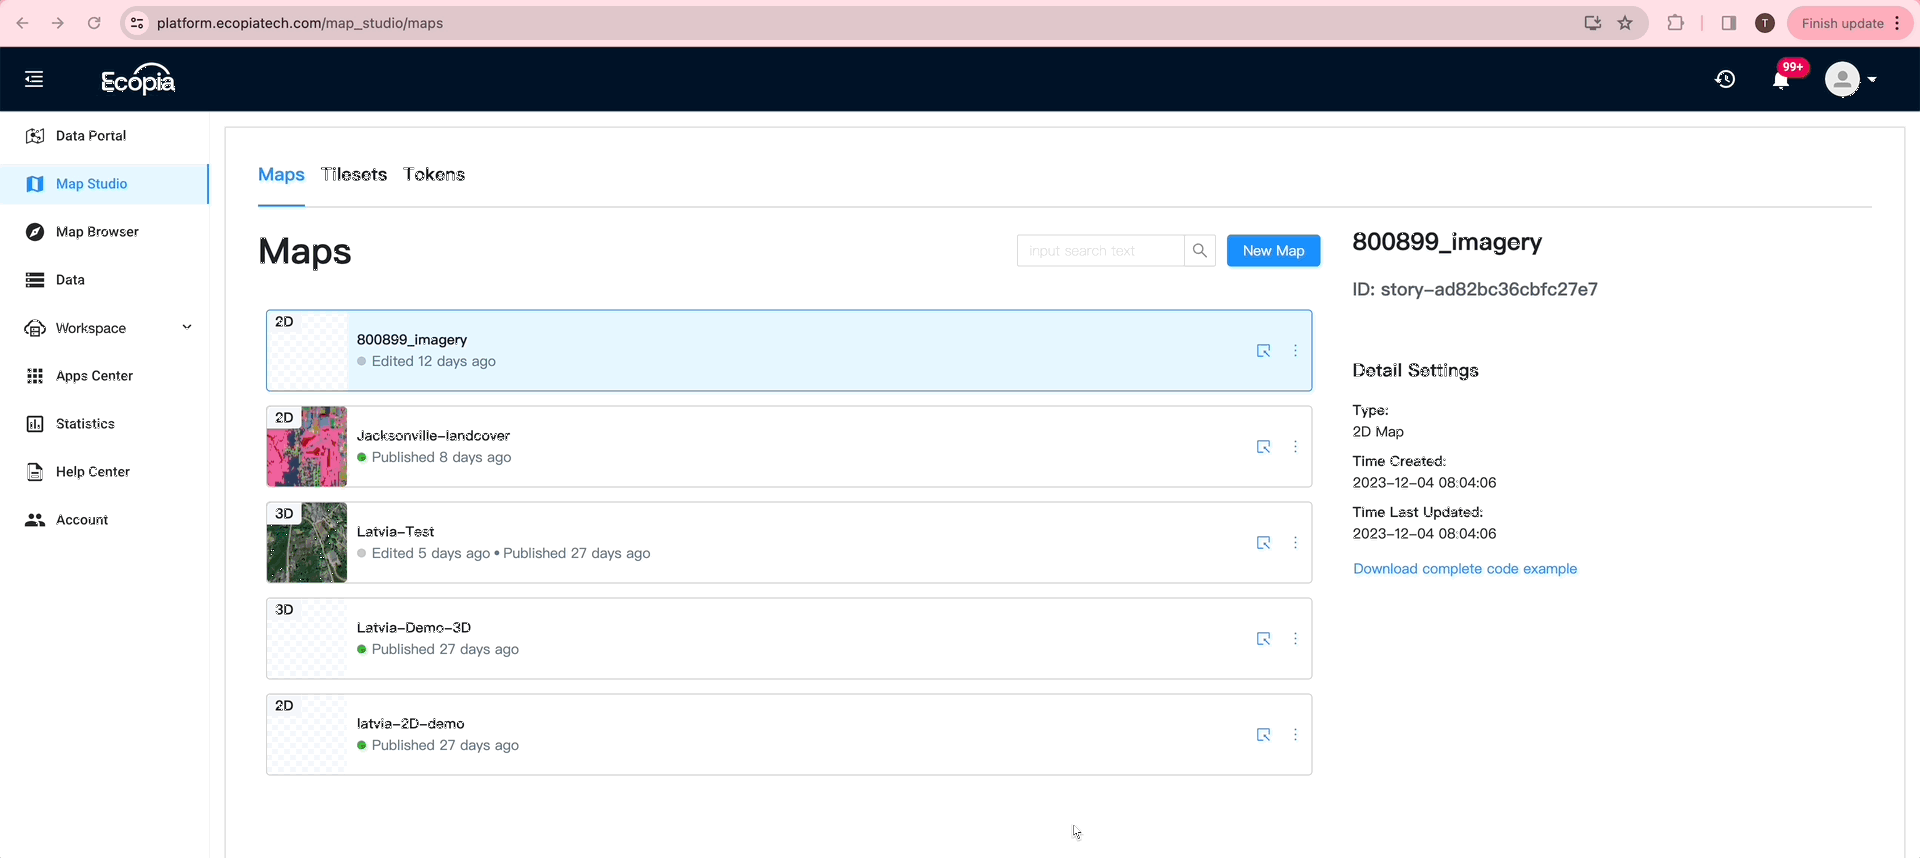 platform.ecopiatech.com/map_studio/maps
T
Finish update
Ecopia
99+
Data Portal
Map Studio
Map Browser
Data
Workspace
Apps Center
Statistics
Help Center
Account
Maps Tilesets Tokens
Maps
input search text
New Map
2D
800899_imagery
Edited 12 days ago
2D
Jacksonville-landcover
Published 8 days ago
3D
Latvia-Test
Edited 5 days ago • Published 27 days ago
3D
Latvia-Demo-3D
Published 27 days ago
2D
latvia-2D-demo
Published 27 days ago
800899_imagery
ID: story-ad82bc36cbfc27e7
Detail Settings
Type:
2D Map
Time Created:
2023-12-04 08:04:06
Time Last Updated:
2023-12-04 08:04:06
Download complete code example